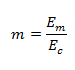 m = E_m / E_c